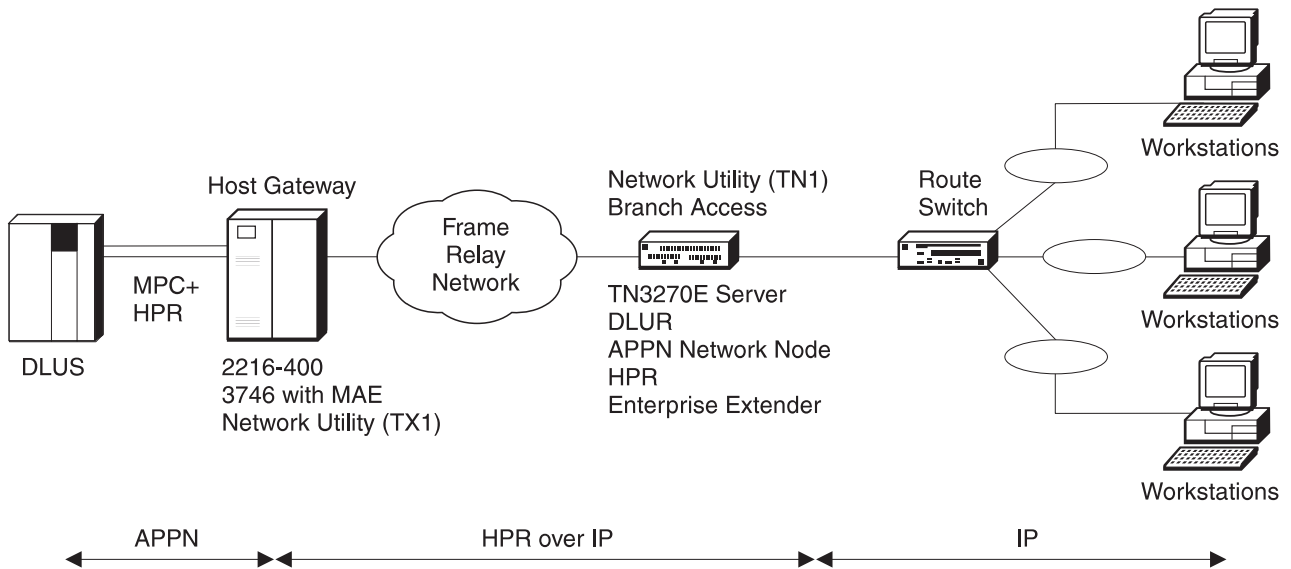 Host Gateway
Frame
Relay
Network
Network Utility (TN1)
Branch Access
Route
Switch
Workstations
MPC+
HPR
DLUS
2216-400
3746 with MAE
Network Utility (TX1)
TN3270E Server
DLUR
APPN Network Node
HPR
Enterprise Extender
Workstations
Workstations
APPN
HPR over IP
IP